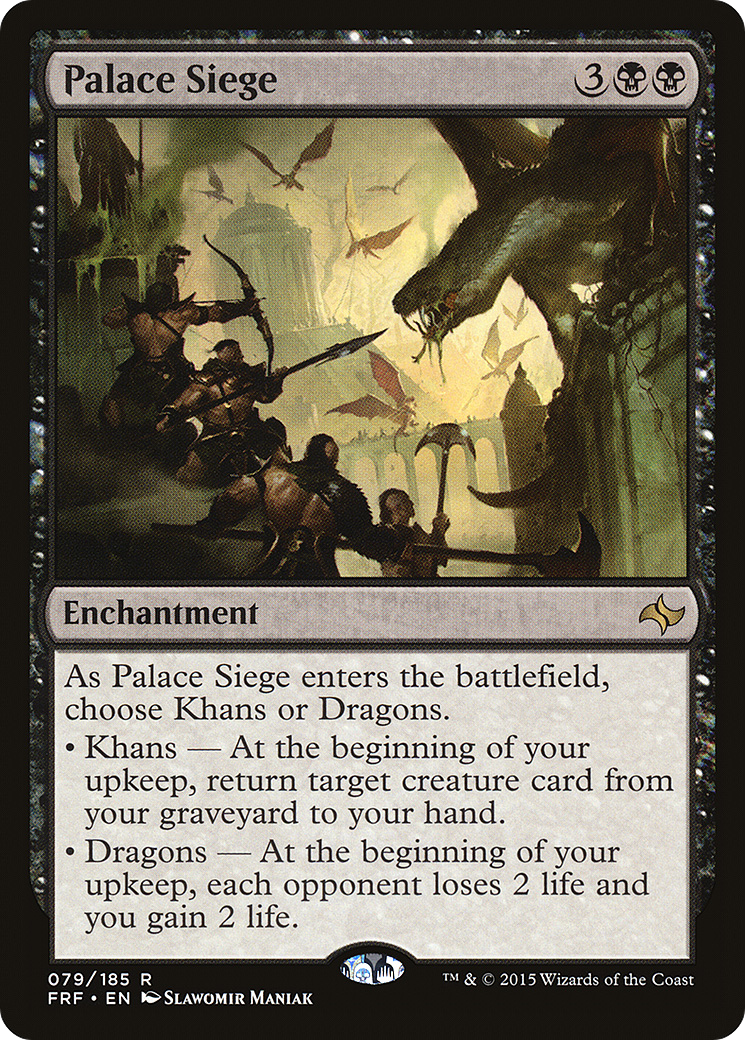 Palace Siege 3
Enchantment
As Palace Siege enters the battlefield,
choose Khans or Dragons.
• Khans — At the beginning of your
upkeep, return target creature card from
your graveyard to your hand.
• Dragons — At the beginning of your
upkeep, each opponent loses 2 life and
you gain 2 life.
079/185 R
FRF • EN SLAWOMIR MANIAK
™ & © 2015 Wizards of the Coast